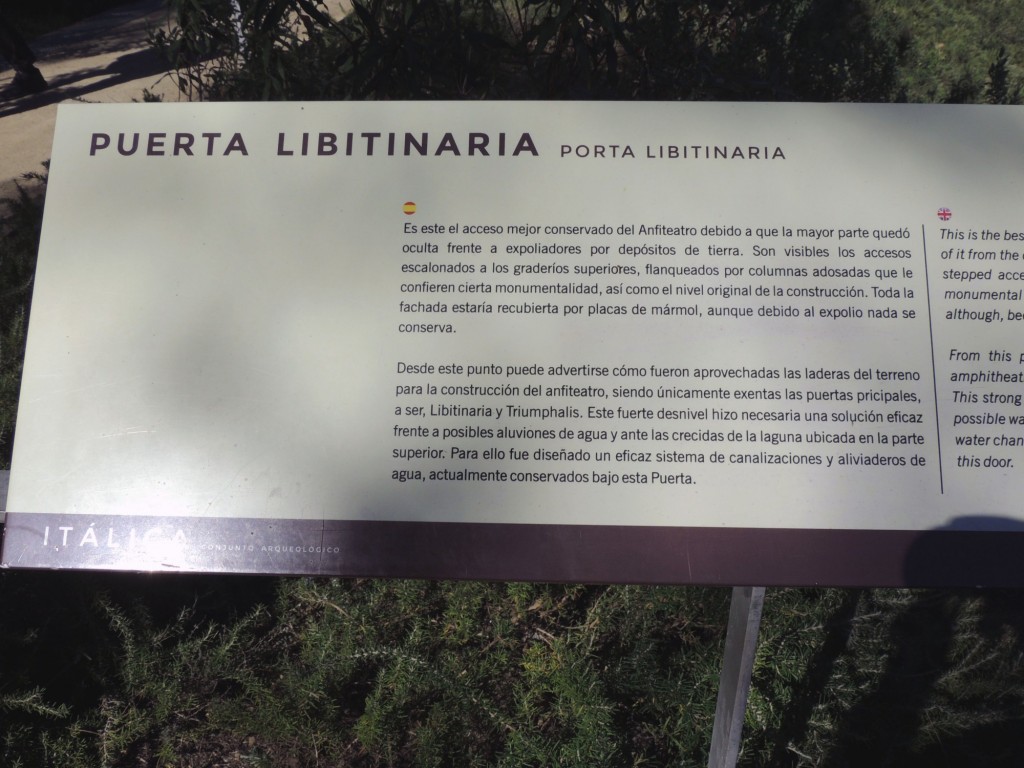 PUERTA LIBITINARIA PORTA LIBITINARIA
Es este el acceso mejor conservado del Anfiteatro debido a que la mayor parte quedó
oculta frente a expoliadores por depósitos de tierra. Son visibles los accesos
escalonados a los graderíos superiores, flanqueados por columnas adosadas que le
confieren cierta monumentalidad, así como el nivel original de la construcción. Toda la
fachada estaría recubierta por placas de mármol, aunque debido al expolio nada se
conserva.
Desde este punto puede advertirse cómo fueron aprovechadas las laderas del terreno
para la construcción del anfiteatro, siendo únicamente exentas las puertas pricipales,
a ser, Libitinaria y Triumphalis. Este fuerte desnivel hizo necesaria una solución eficaz
frente a posibles aluviones de agua y ante las crecidas de la laguna ubicada en la parte
superior. Para ello fue diseñado un eficaz sistema de canalizaciones y aliviaderos de
agua, actualmente conservados bajo esta Puerta.
This is the bes
of it from the
stepped acce
monumental
although, be
From this
amphitheat
This strong
possible wa
water chan
this door.
ITÁLICA CONJUNTO ARQUEOLÓGICO